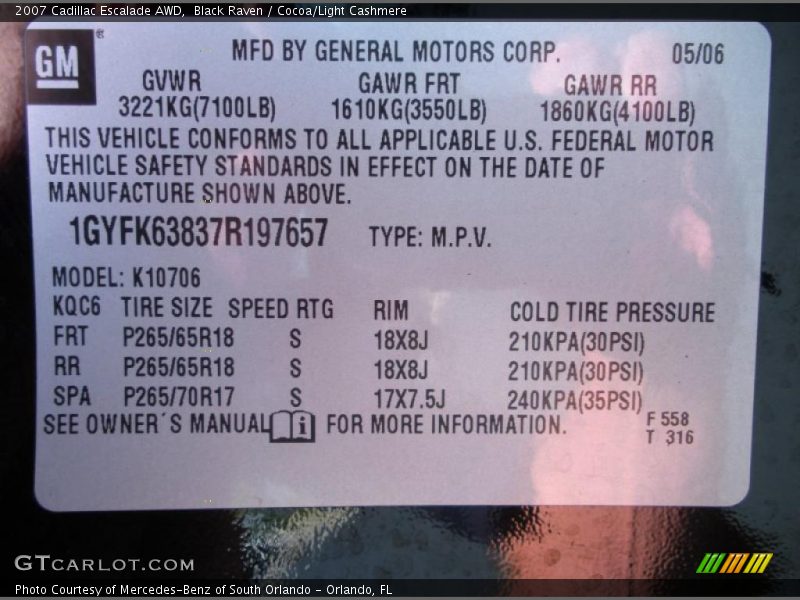 2007 Cadillac Escalade AWD, Black Raven / Cocoa/Light Cashmere
GM ®
MFD BY GENERAL MOTORS CORP. 05/06
GVWR GAWR FRT GAWR RR
3221KG(7100LB) 1610KG(3550LB) 1860KG(4100LB)
THIS VEHICLE CONFORMS TO ALL APPLICABLE U.S. FEDERAL MOTOR
VEHICLE SAFETY STANDARDS IN EFFECT ON THE DATE OF
MANUFACTURE SHOWN ABOVE.
1GYFK63837R197657 TYPE: M.P.V.
MODEL: K10706
KQC6 TIRE SIZE SPEED RTG RIM COLD TIRE PRESSURE
FRT P265/65R18 S 18X8J 210KPA(30PSI)
RR P265/65R18 S 18X8J 210KPA(30PSI)
SPA P265/70R17 S 17X7.5J 240KPA(35PSI)
SEE OWNER´S MANUAL i FOR MORE INFORMATION.
F 558
T 316
GTCARLOT.COM
Photo Courtesy of Mercedes-Benz of South Orlando - Orlando, FL